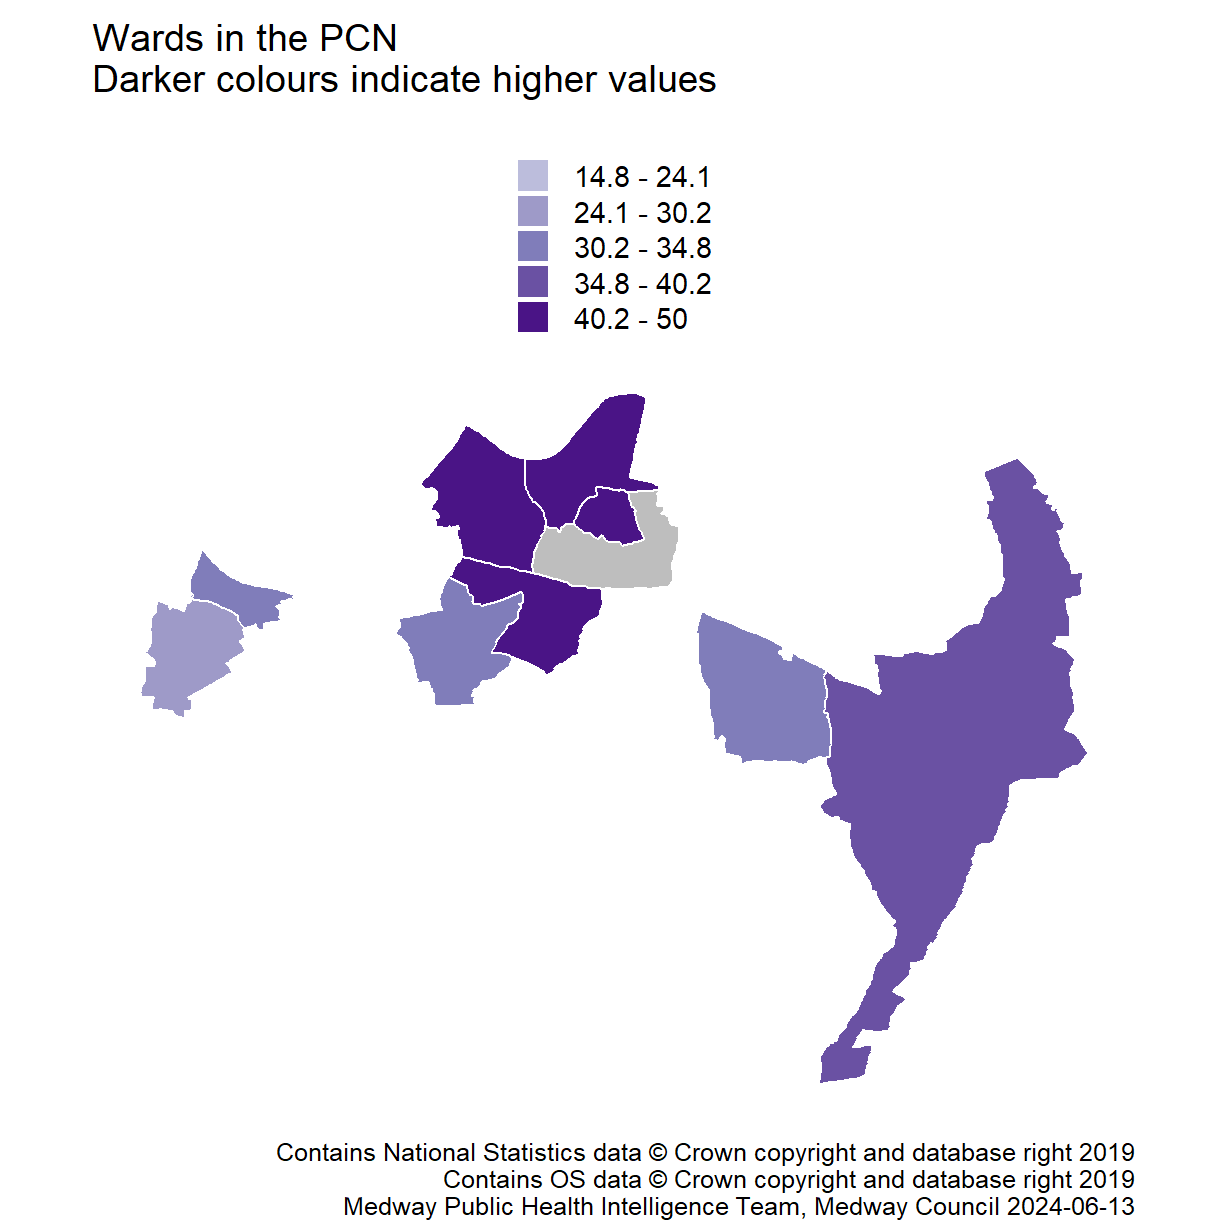 Wards in the PCN
Darker colours indicate higher values
14.8 - 24.1
24.1 - 30.2
30.2 - 34.8
34.8 - 40.2
40.2 - 50
Contains National Statistics data © Crown copyright and database right 2019
Contains OS data © Crown copyright and database right 2019
Medway Public Health Intelligence Team, Medway Council 2024-06-13